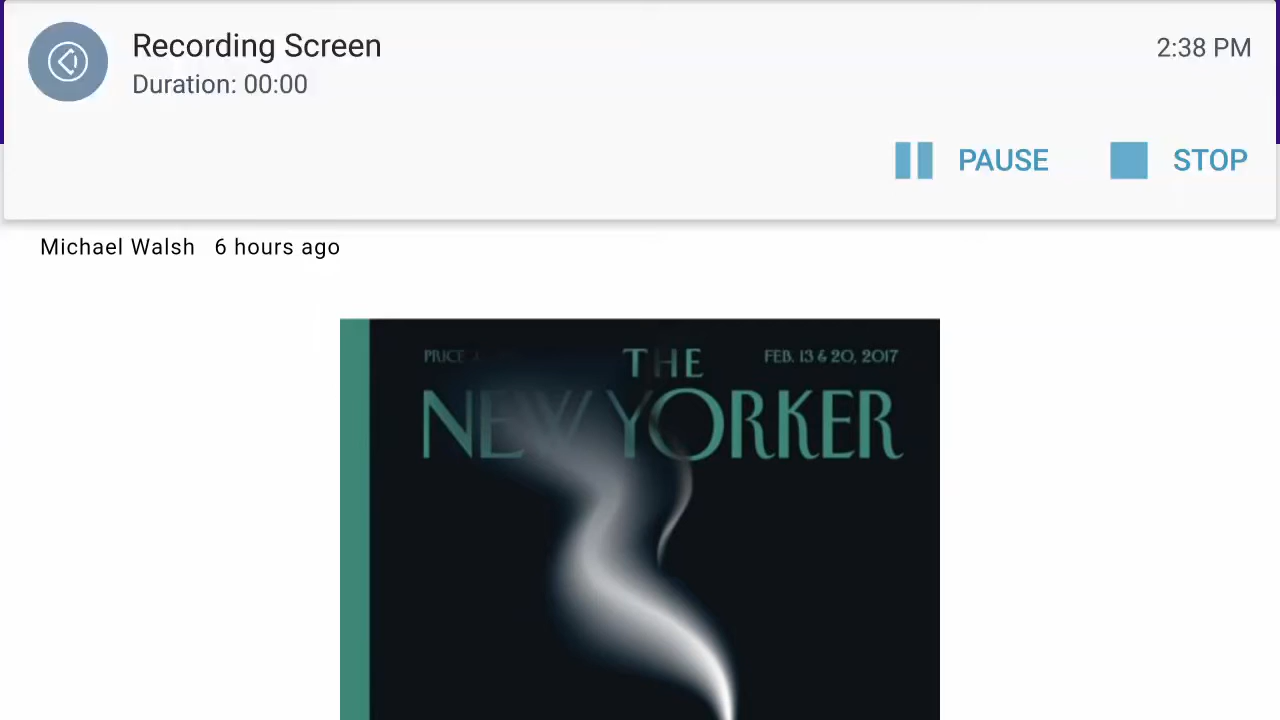 Recording Screen
2:38 PM
Duration: 00:00
PAUSE
STOP
Michael Walsh 6 hours ago
PRICE
THE
FEB. 13 & 20, 2017
NEW YORKER